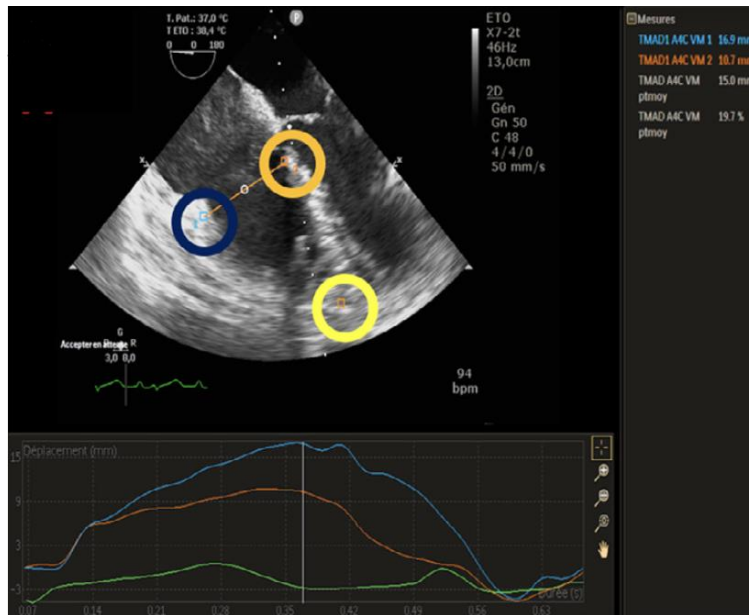 T. Pat.: 37,0 °C
T ETO : 38,4 °C
0 0 180
P
ETO
X7-2t
46Hz
13,0cm
2D
Gén
Gn 50
C 48
4/4/0
50 mm/s
x
x
Accepter en attente
G
P R
3,0 8,0
94
bpm
Mesures
TMAD1 A4C VM 1 16.9 mm
TMAD1 A4C VM 2 10.7 mm
TMAD A4C VM 15.0 mm
ptmoy
TMAD A4C VM 19.7 %
ptmoy
Déplacement (mm)
15
9
3
-3
0.07 0.14 0.21 0.28 0.35 0.42 0.49 0.56 0.63
Durée (s)